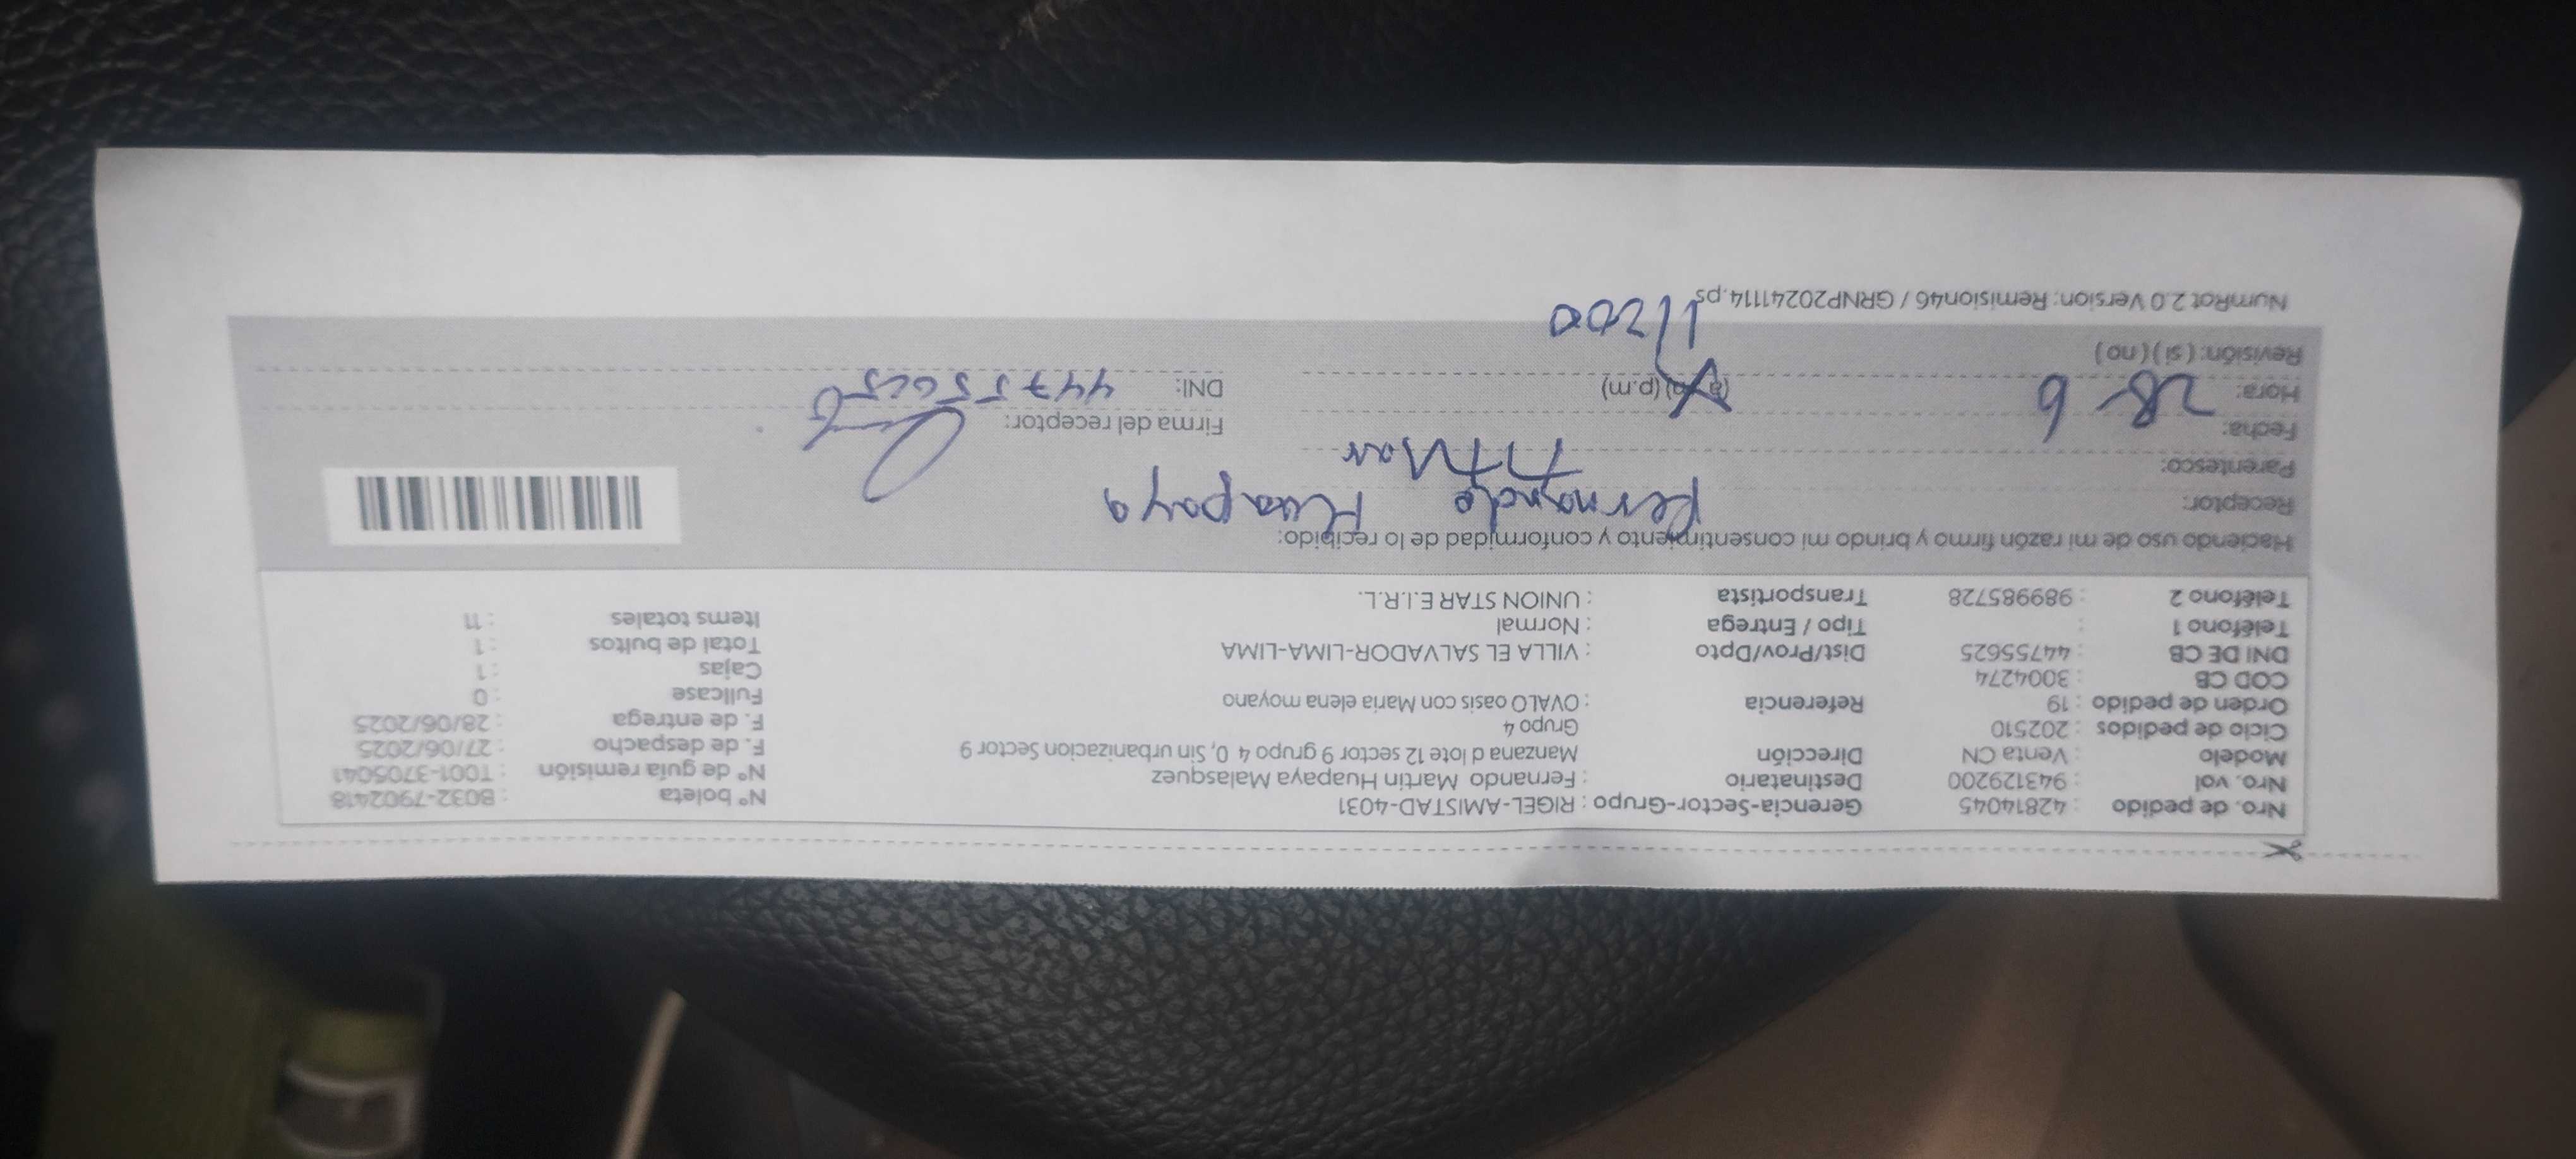 Nro. de pedido : 42814045 Gerencia-Sector-Grupo : RIGEL-AMISTAD-4031 N° boleta : B032-7902418
Nro. vol : 943129200 Destinatario : Fernando Martin Huapaya Malasquez N° de guía remisión : T001-3705041
Modelo : Venta CN Dirección Manzana d lote 12 sector 9 grupo 4 0, Sin urbanizacion Sector 9 F. de despacho : 27/06/2025
Ciclo de pedidos : 202510 Grupo 4 F. de entrega : 28/06/2025
Orden de pedido : 19 Referencia : OVALO oasis con Maria elena moyano Fullcase : 0
COD CB : 3004274 Cajas : 1
DNI DE CB : 44755625 Dist/Prov/Dpto : VILLA EL SALVADOR-LIMA-LIMA Total de bultos : 1
Teléfono 1 : Tipo / Entrega : Normal Items totales : 11
Teléfono 2 : 989985728 Transportista : UNION STAR E.I.R.L.
Haciendo uso de mi razón firmo y brindo mi consentimiento y conformidad de lo recibido:
Receptor: Huapaya
Parentesco:
Fecha: 28 6 Firma del receptor:
Hora: (a.m) (p.m) DNI:
Revisión: ( si ) ( no )
NumRot 2.0 Version: Remision46 / GRNP20241114.ps